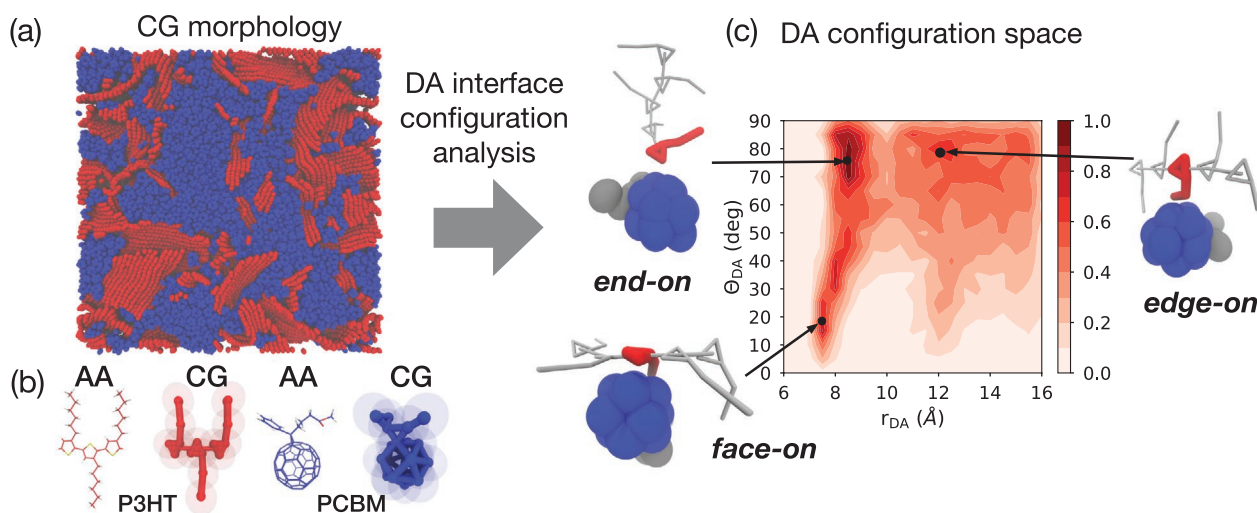 (a)
CG morphology
DA interface
configuration
analysis
end-on
face-on
(b)
AA
CG
AA
CG
P3HT
PCBM
(c) DA configuration space
90
80
70
60
50
40
30
20
10
0
Θ_DA (deg)
6
8
10
12
14
16
r_DA (Å)
1.0
0.8
0.6
0.4
0.2
0.0
edge-on